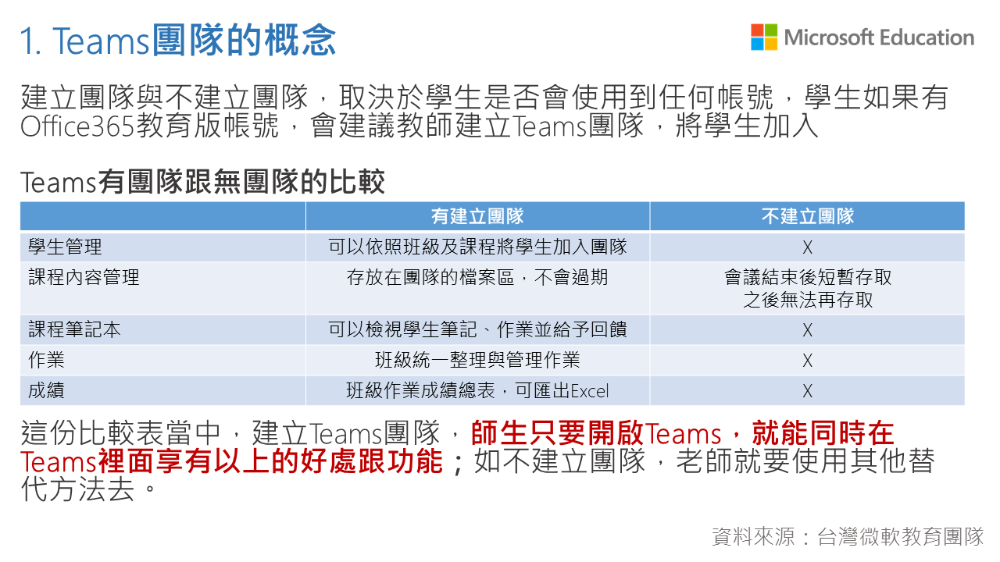 1. Teams團隊的概念
Microsoft Education
建立團隊與不建立團隊，取決於學生是否會使用到任何帳號，學生如果有
Office365教育版帳號，會建議教師建立Teams團隊，將學生加入
Teams有團隊跟無團隊的比較
有建立團隊 不建立團隊
學生管理 可以依照班級及課程將學生加入團隊 X
課程內容管理 存放在團隊的檔案區，不會過期 會議結束後短暫存取
之後無法再存取
課程筆記本 可以檢視學生筆記、作業並給予回饋 X
作業 班級統一整理與管理作業 X
成績 班級作業成績總表，可匯出Excel X
這份比較表當中，建立Teams團隊，師生只要開啟Teams，就能同時在
Teams裡面享有以上的好處跟功能；如不建立團隊，老師就要使用其他替
代方法去。
資料來源：台灣微軟教育團隊